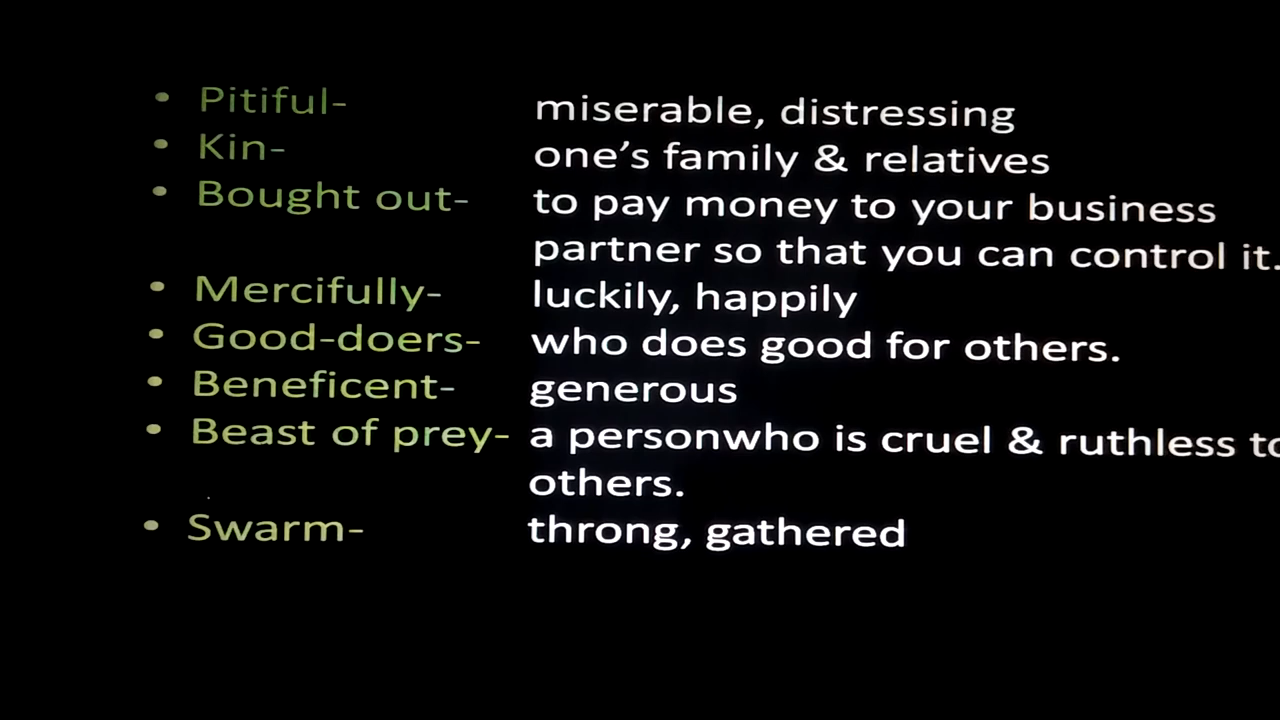 • Pitiful- miserable, distressing
• Kin- one's family & relatives
• Bought out- to pay money to your business
partner so that you can control it.
• Mercifully- luckily, happily
• Good-doers- who does good for others.
• Beneficent- generous
• Beast of prey- a personwho is cruel & ruthless to
others.
• Swarm- throng, gathered